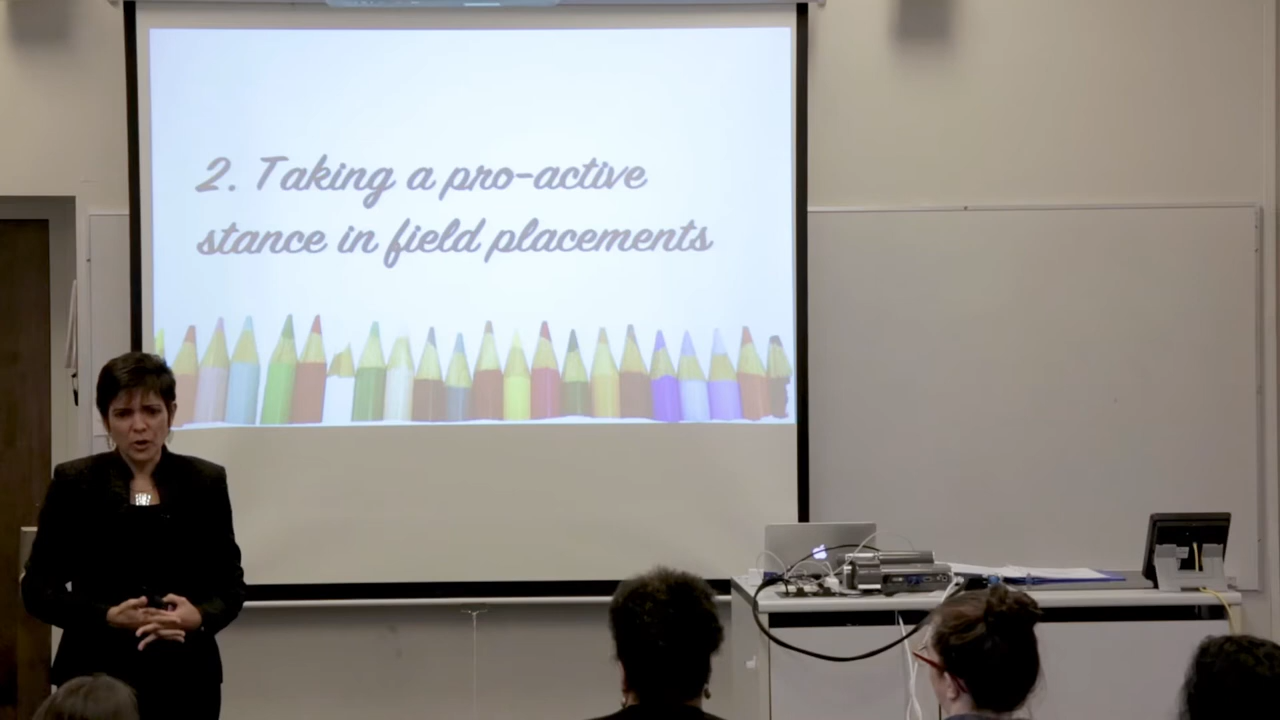 2. Taking a pro-active
stance in field placements